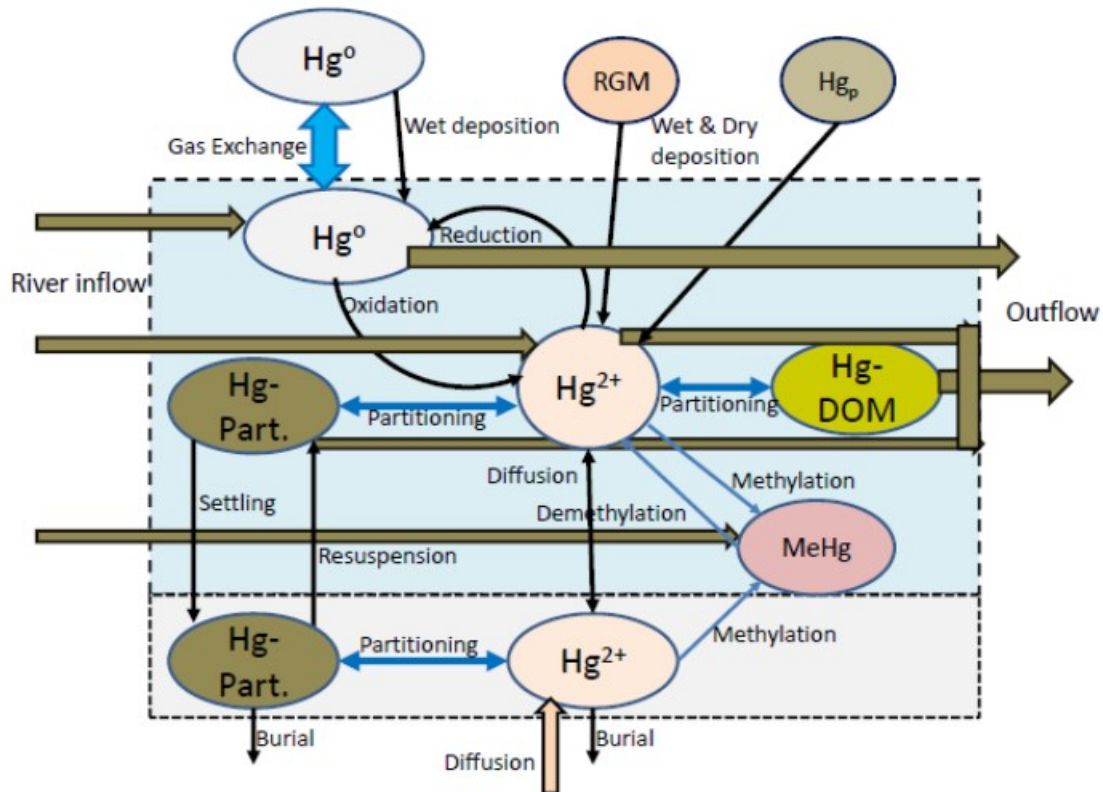 Hg⁰
RGM
Hgₚ
Wet deposition
Wet & Dry
deposition
Gas Exchange
Hg⁰
Reduction
River inflow
Oxidation
Outflow
Hg-
Part.
Partitioning
Hg²⁺
Partitioning
Hg-
DOM
Diffusion
Methylation
Settling
Demethylation
Resuspension
MeHg
Hg-
Part.
Partitioning
Hg²⁺
Methylation
Burial
Diffusion
Burial